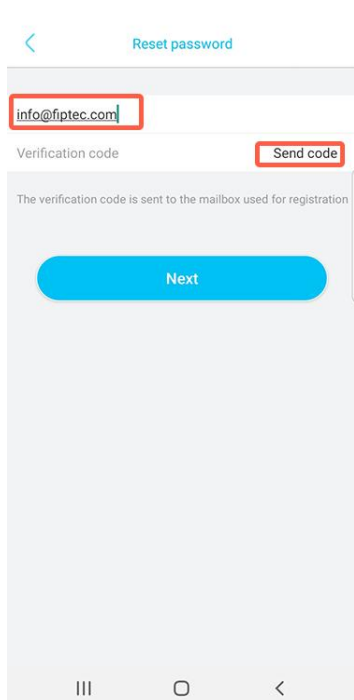 Reset password
info@fiptec.com
Verification code Send code
The verification code is sent to the mailbox used for registration
Next